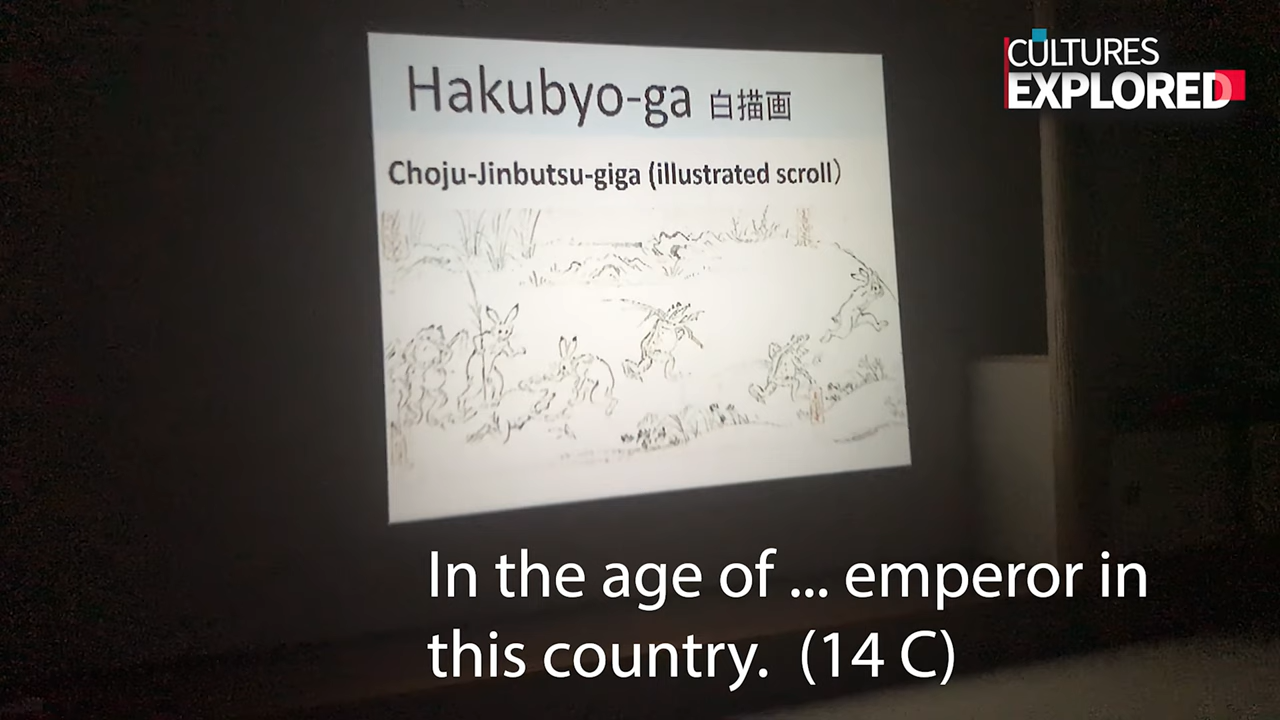 CULTURES
EXPLORED
Hakubyo-ga 白描画
Choju-Jinbutsu-giga (illustrated scroll）
In the age of ... emperor in
this country.  (14 C)